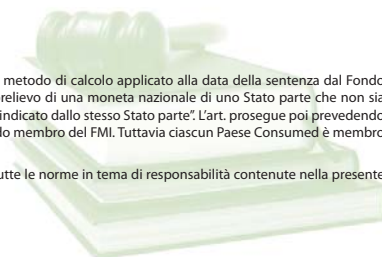 metodo di calcolo applicato alla data della sentenza dal Fondo
prelievo di una moneta nazionale di uno Stato parte che non sia
indicato dallo stesso Stato parte”. L’art. prosegue poi prevedendo
do membro del FMI. Tuttavia ciascun Paese Consumed è membro
utte le norme in tema di responsabilità contenute nella presente